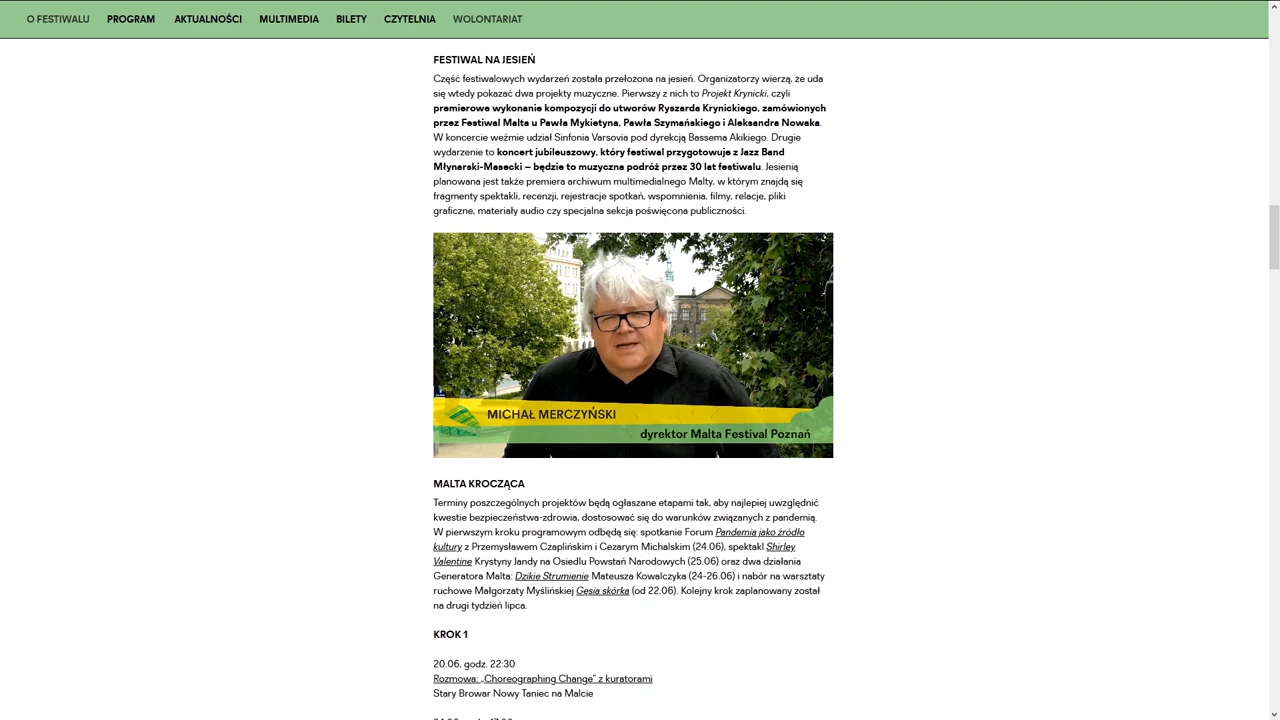 O FESTIWALU PROGRAM AKTUALNOŚCI MULTIMEDIA BILETY CZYTELNIA WOLONTARIAT
FESTIWAL NA JESIEŃ
Część festiwalowych wydarzeń została przełożona na jesień. Organizatorzy wierzą, że uda
się wtedy pokazać dwa projekty muzyczne. Pierwszy z nich to Projekt Krynicki, czyli
premierowe wykonanie kompozycji do utworów Ryszarda Krynickiego, zamówionych
przez Festiwal Malta u Pawła Mykietyna, Pawła Szymańskiego i Aleksandra Nowaka.
W koncercie weźmie udział Sinfonia Varsovia pod dyrekcją Bassema Akikiego. Drugie
wydarzenie to koncert jubileuszowy, który festiwal przygotowuje z Jazz Band
Młynarski-Masecki – będzie to muzyczna podróż przez 30 lat festiwalu. Jesienią
planowana jest także premiera archiwum multimedialnego Malty, w którym znajdą się
fragmenty spektakli, recenzji, rejestracje spotkań, wspomnienia, filmy, relacje, pliki
graficzne, materiały audio czy specjalna sekcja poświęcona publiczności.
MICHAŁ MERCZYŃSKI
dyrektor Malta Festival Poznań
MALTA KROCZĄCA
Terminy poszczególnych projektów będą ogłaszane etapami tak, aby najlepiej uwzględnić
kwestie bezpieczeństwa-zdrowia, dostosować się do warunków związanych z pandemią.
W pierwszym kroku programowym odbędą się: spotkanie Forum Pandemia jako źródło
kultury z Przemysławem Czaplińskim i Cezarym Michalskim (24.06), spektakl Shirley
Valentine Krystyny Jandy na Osiedlu Powstań Narodowych (25.06) oraz dwa działania
Generatora Malta: Dzikie Strumienie Mateusza Kowalczyka (24-26.06) i nabór na warsztaty
ruchowe Małgorzaty Myślińskiej Gęsia skórka (od 22.06). Kolejny krok zaplanowany został
na drugi tydzień lipca.
KROK 1
20.06, godz. 22:30
Rozmowa: „Choreographing Change” z kuratorami
Stary Browar Nowy Taniec na Malcie